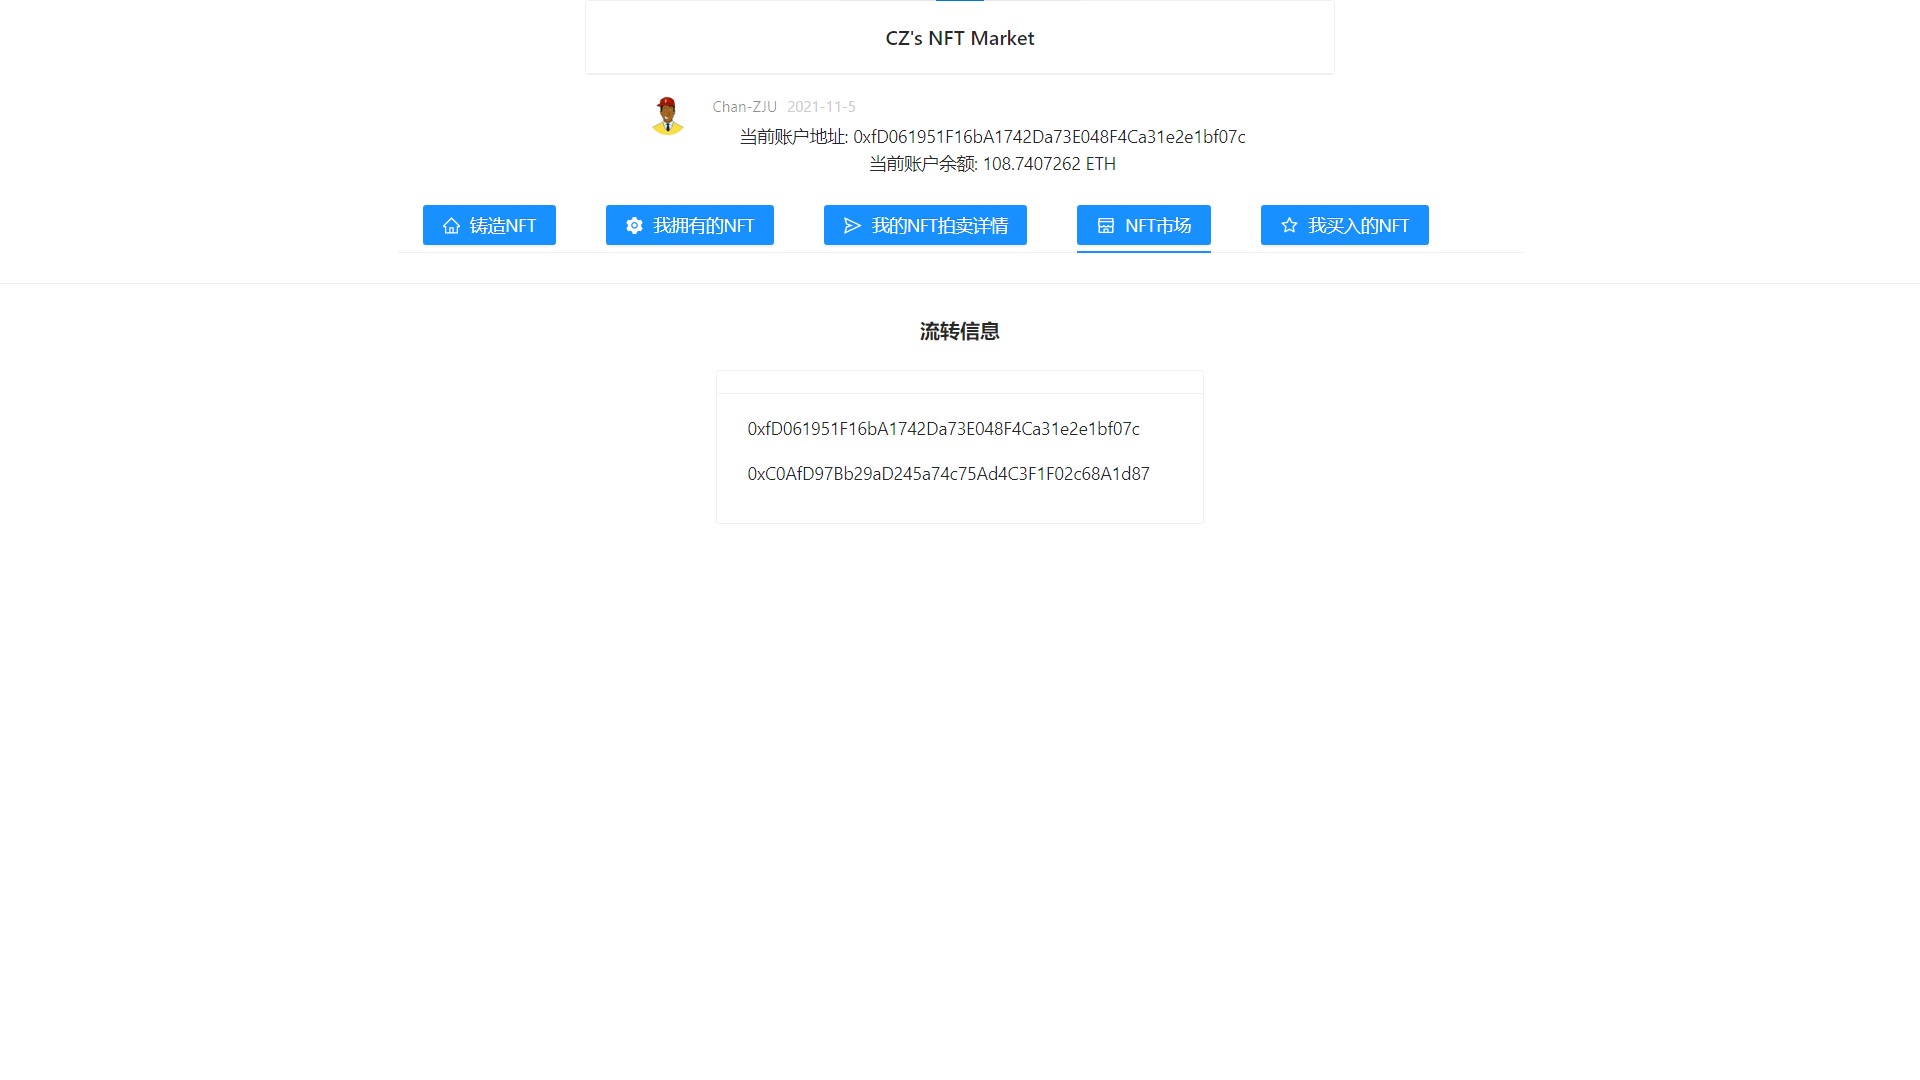 CZ's NFT Market
Chan-ZJU 2021-11-5
当前账户地址: 0xfD061951F16bA1742Da73E048F4Ca31e2e1bf07c
当前账户余额: 108.7407262 ETH
铸造NFT 我拥有的NFT 我的NFT拍卖详情 NFT市场 我买入的NFT
流转信息
0xfD061951F16bA1742Da73E048F4Ca31e2e1bf07c
0xC0AfD97Bb29aD245a74c75Ad4C3F1F02c68A1d87